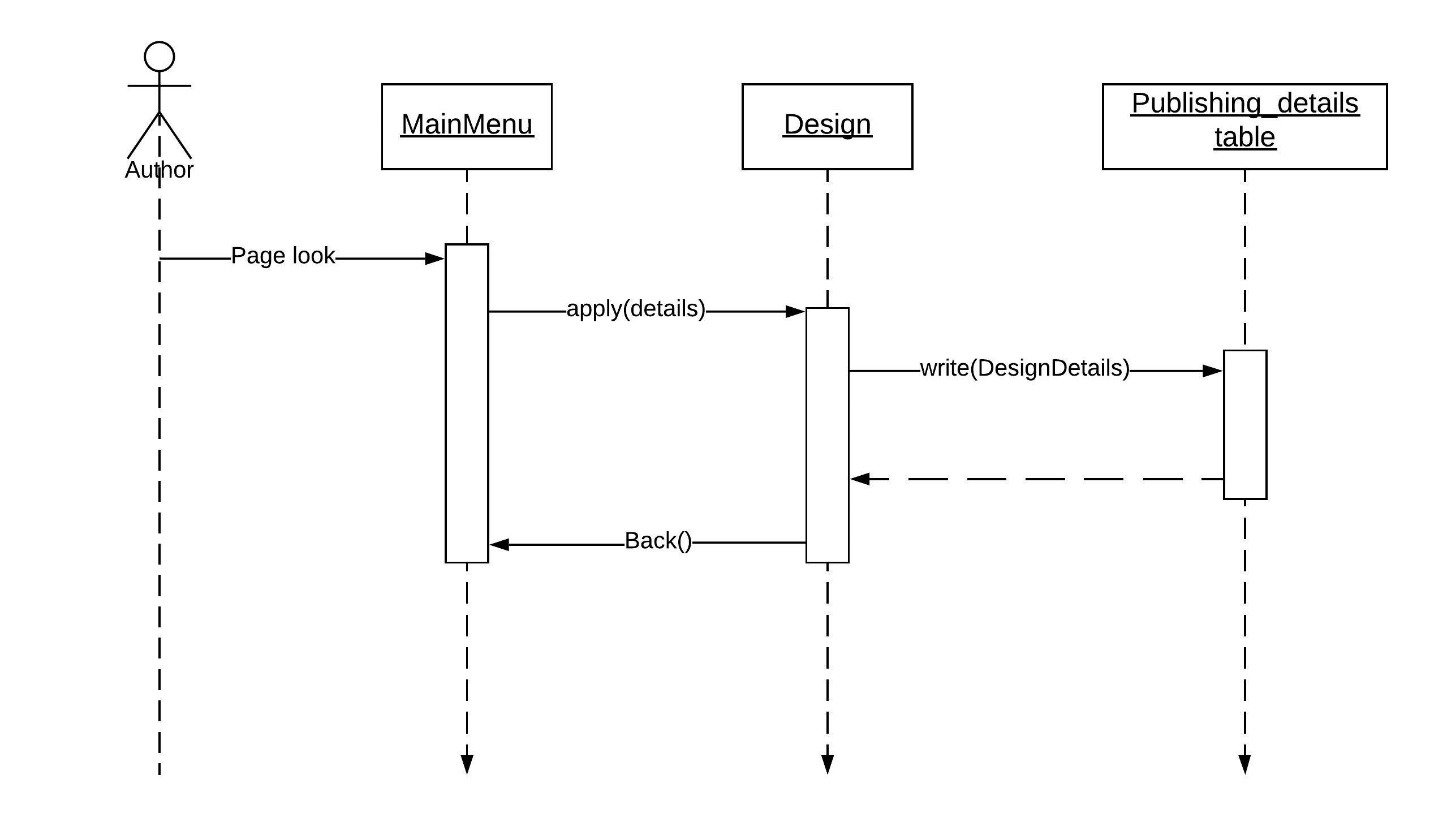 Author
MainMenu
Design
Publishing_details
table
Page look
apply(details)
write(DesignDetails)
Back()